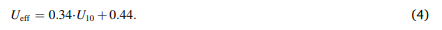 U_eff = 0.34·U_10 + 0.44. (4)